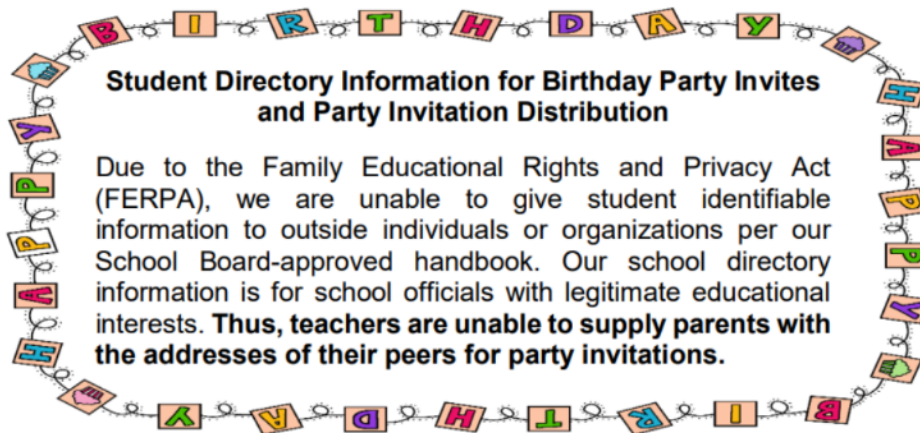 HAPPY
BIRTHDAY
HAPPY
BIRTHDAY
Student Directory Information for Birthday Party Invites
and Party Invitation Distribution
Due to the Family Educational Rights and Privacy Act
(FERPA), we are unable to give student identifiable
information to outside individuals or organizations per our
School Board-approved handbook. Our school directory
information is for school officials with legitimate educational
interests. Thus, teachers are unable to supply parents with
the addresses of their peers for party invitations.